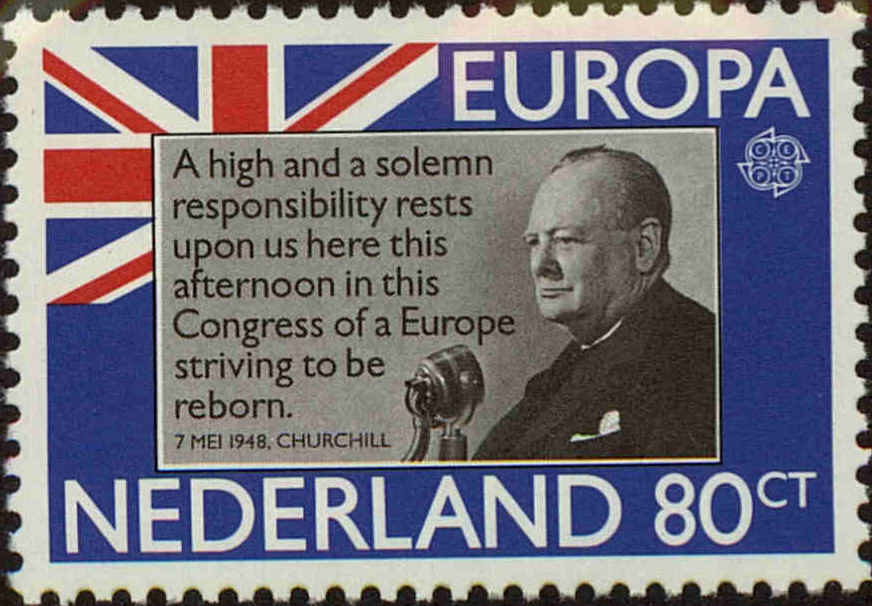 EUROPA
CEPT
A high and a solemn
responsibility rests
upon us here this
afternoon in this
Congress of a Europe
striving to be
reborn.
7 MEI 1948, CHURCHILL
NEDERLAND 80CT